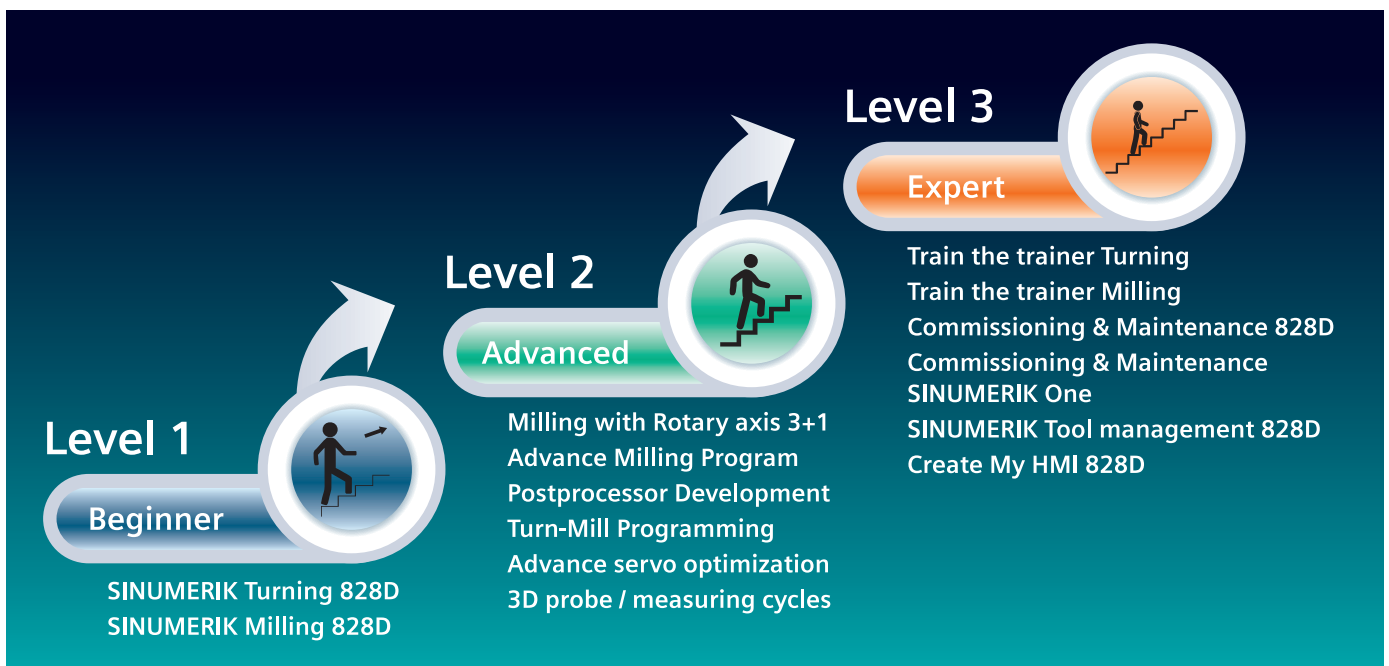 Level 1
Beginner
SINUMERIK Turning 828D
SINUMERIK Milling 828D
Level 2
Advanced
Milling with Rotary axis 3+1
Advance Milling Program
Postprocessor Development
Turn-Mill Programming
Advance servo optimization
3D probe / measuring cycles
Level 3
Expert
Train the trainer Turning
Train the trainer Milling
Commissioning & Maintenance 828D
Commissioning & Maintenance
SINUMERIK One
SINUMERIK Tool management 828D
Create My HMI 828D